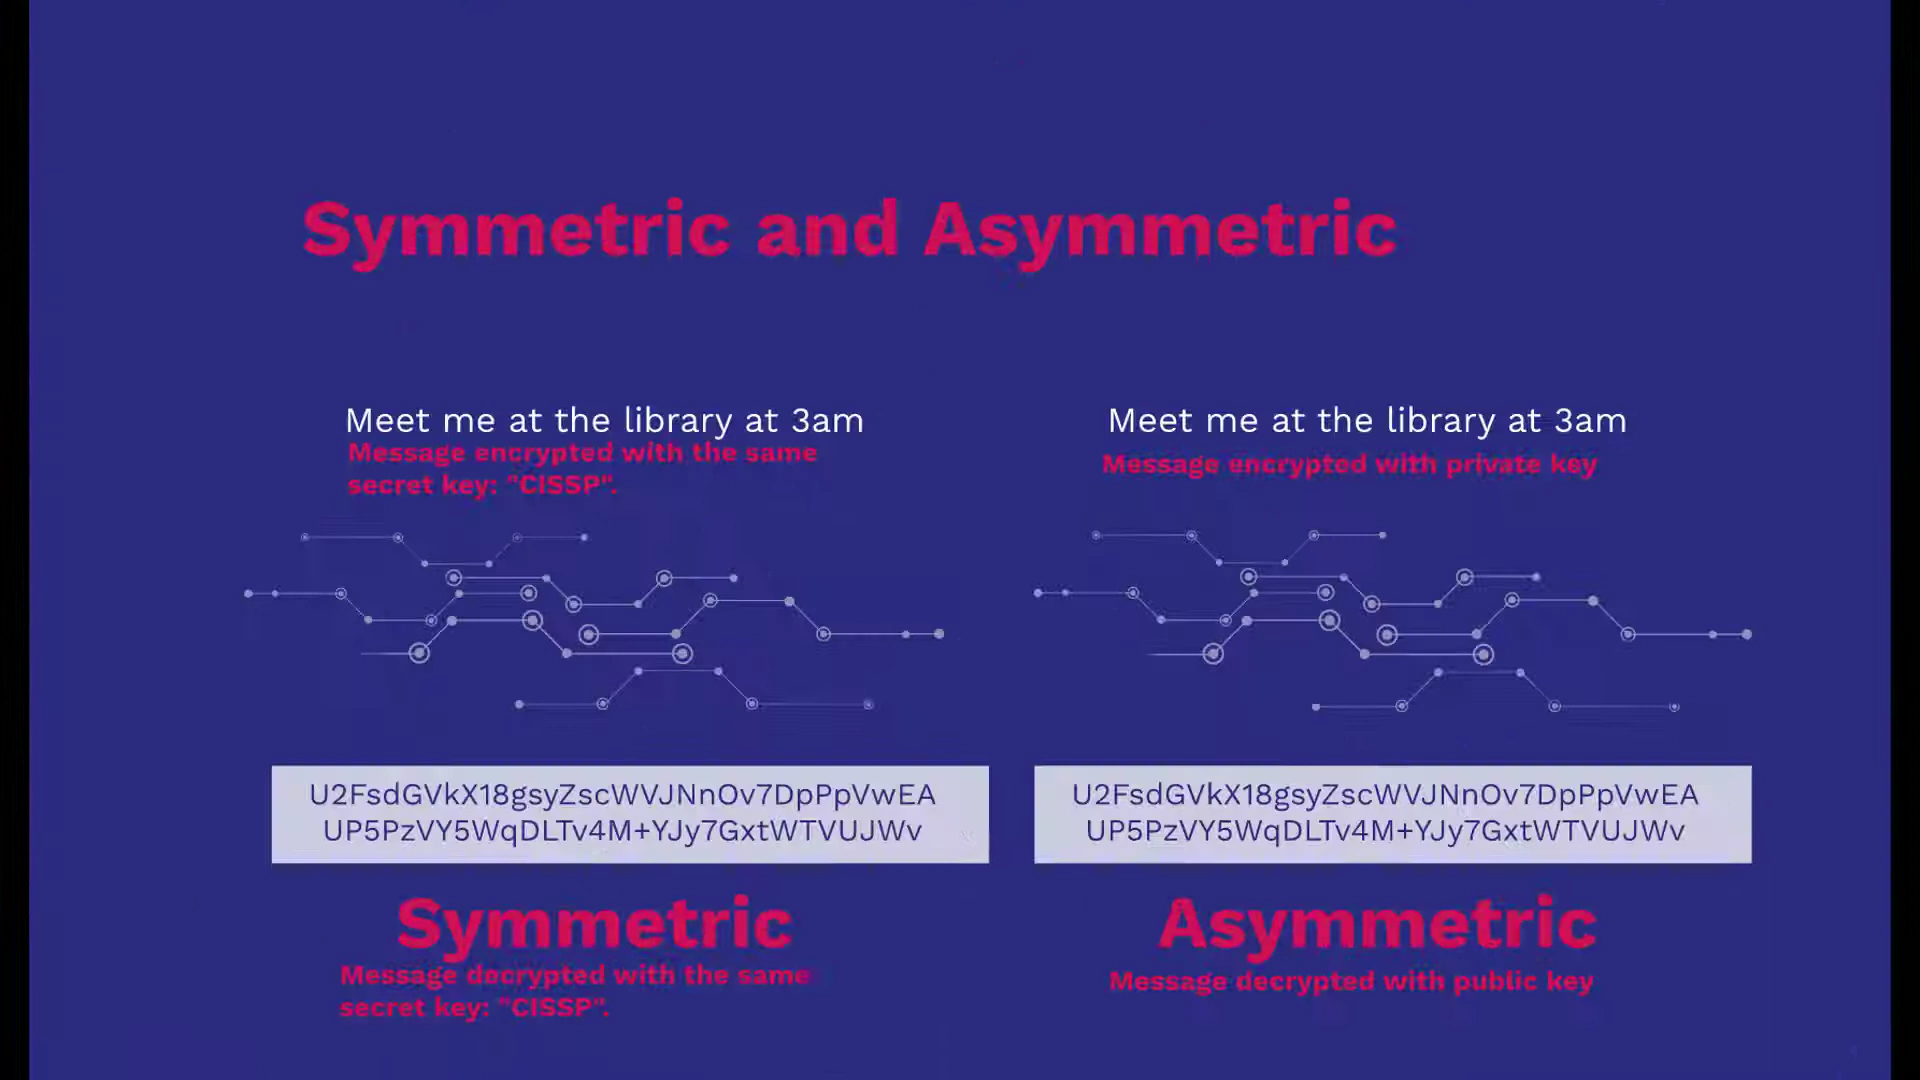 Symmetric and Asymmetric
Meet me at the library at 3am
Message encrypted with the same
secret key: "CISSP".
U2FsdGVkX18gsyZscWVJNnOv7DpPpVwEA
UP5PzVY5WqDLTv4M+YJy7GxtWTVUJWv
Symmetric
Message decrypted with the same
secret key: "CISSP".
Meet me at the library at 3am
Message encrypted with private key
U2FsdGVkX18gsyZscWVJNnOv7DpPpVwEA
UP5PzVY5WqDLTv4M+YJy7GxtWTVUJWv
Asymmetric
Message decrypted with public key